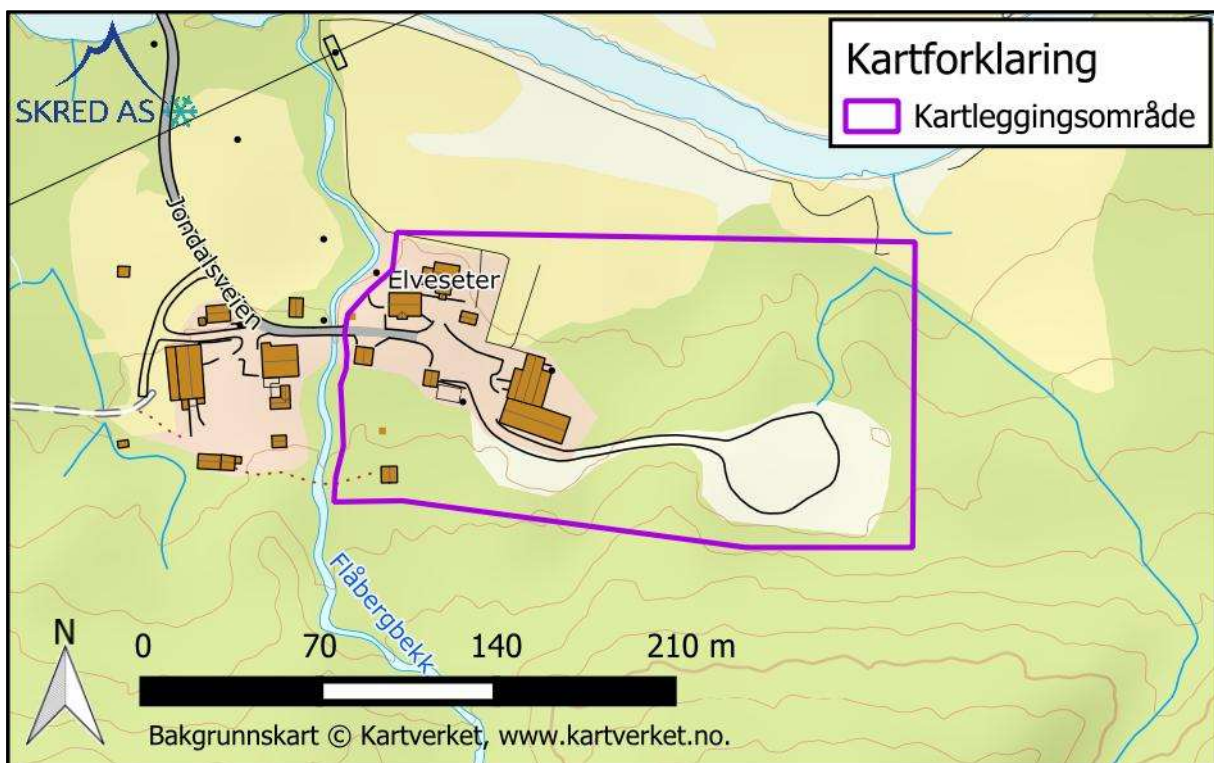 SKRED AS
Kartforklaring
Kartleggingsområde
Jondalsveien
Elveseter
Flåbergbekk
N
0 70 140 210 m
Bakgrunnskart © Kartverket, www.kartverket.no.